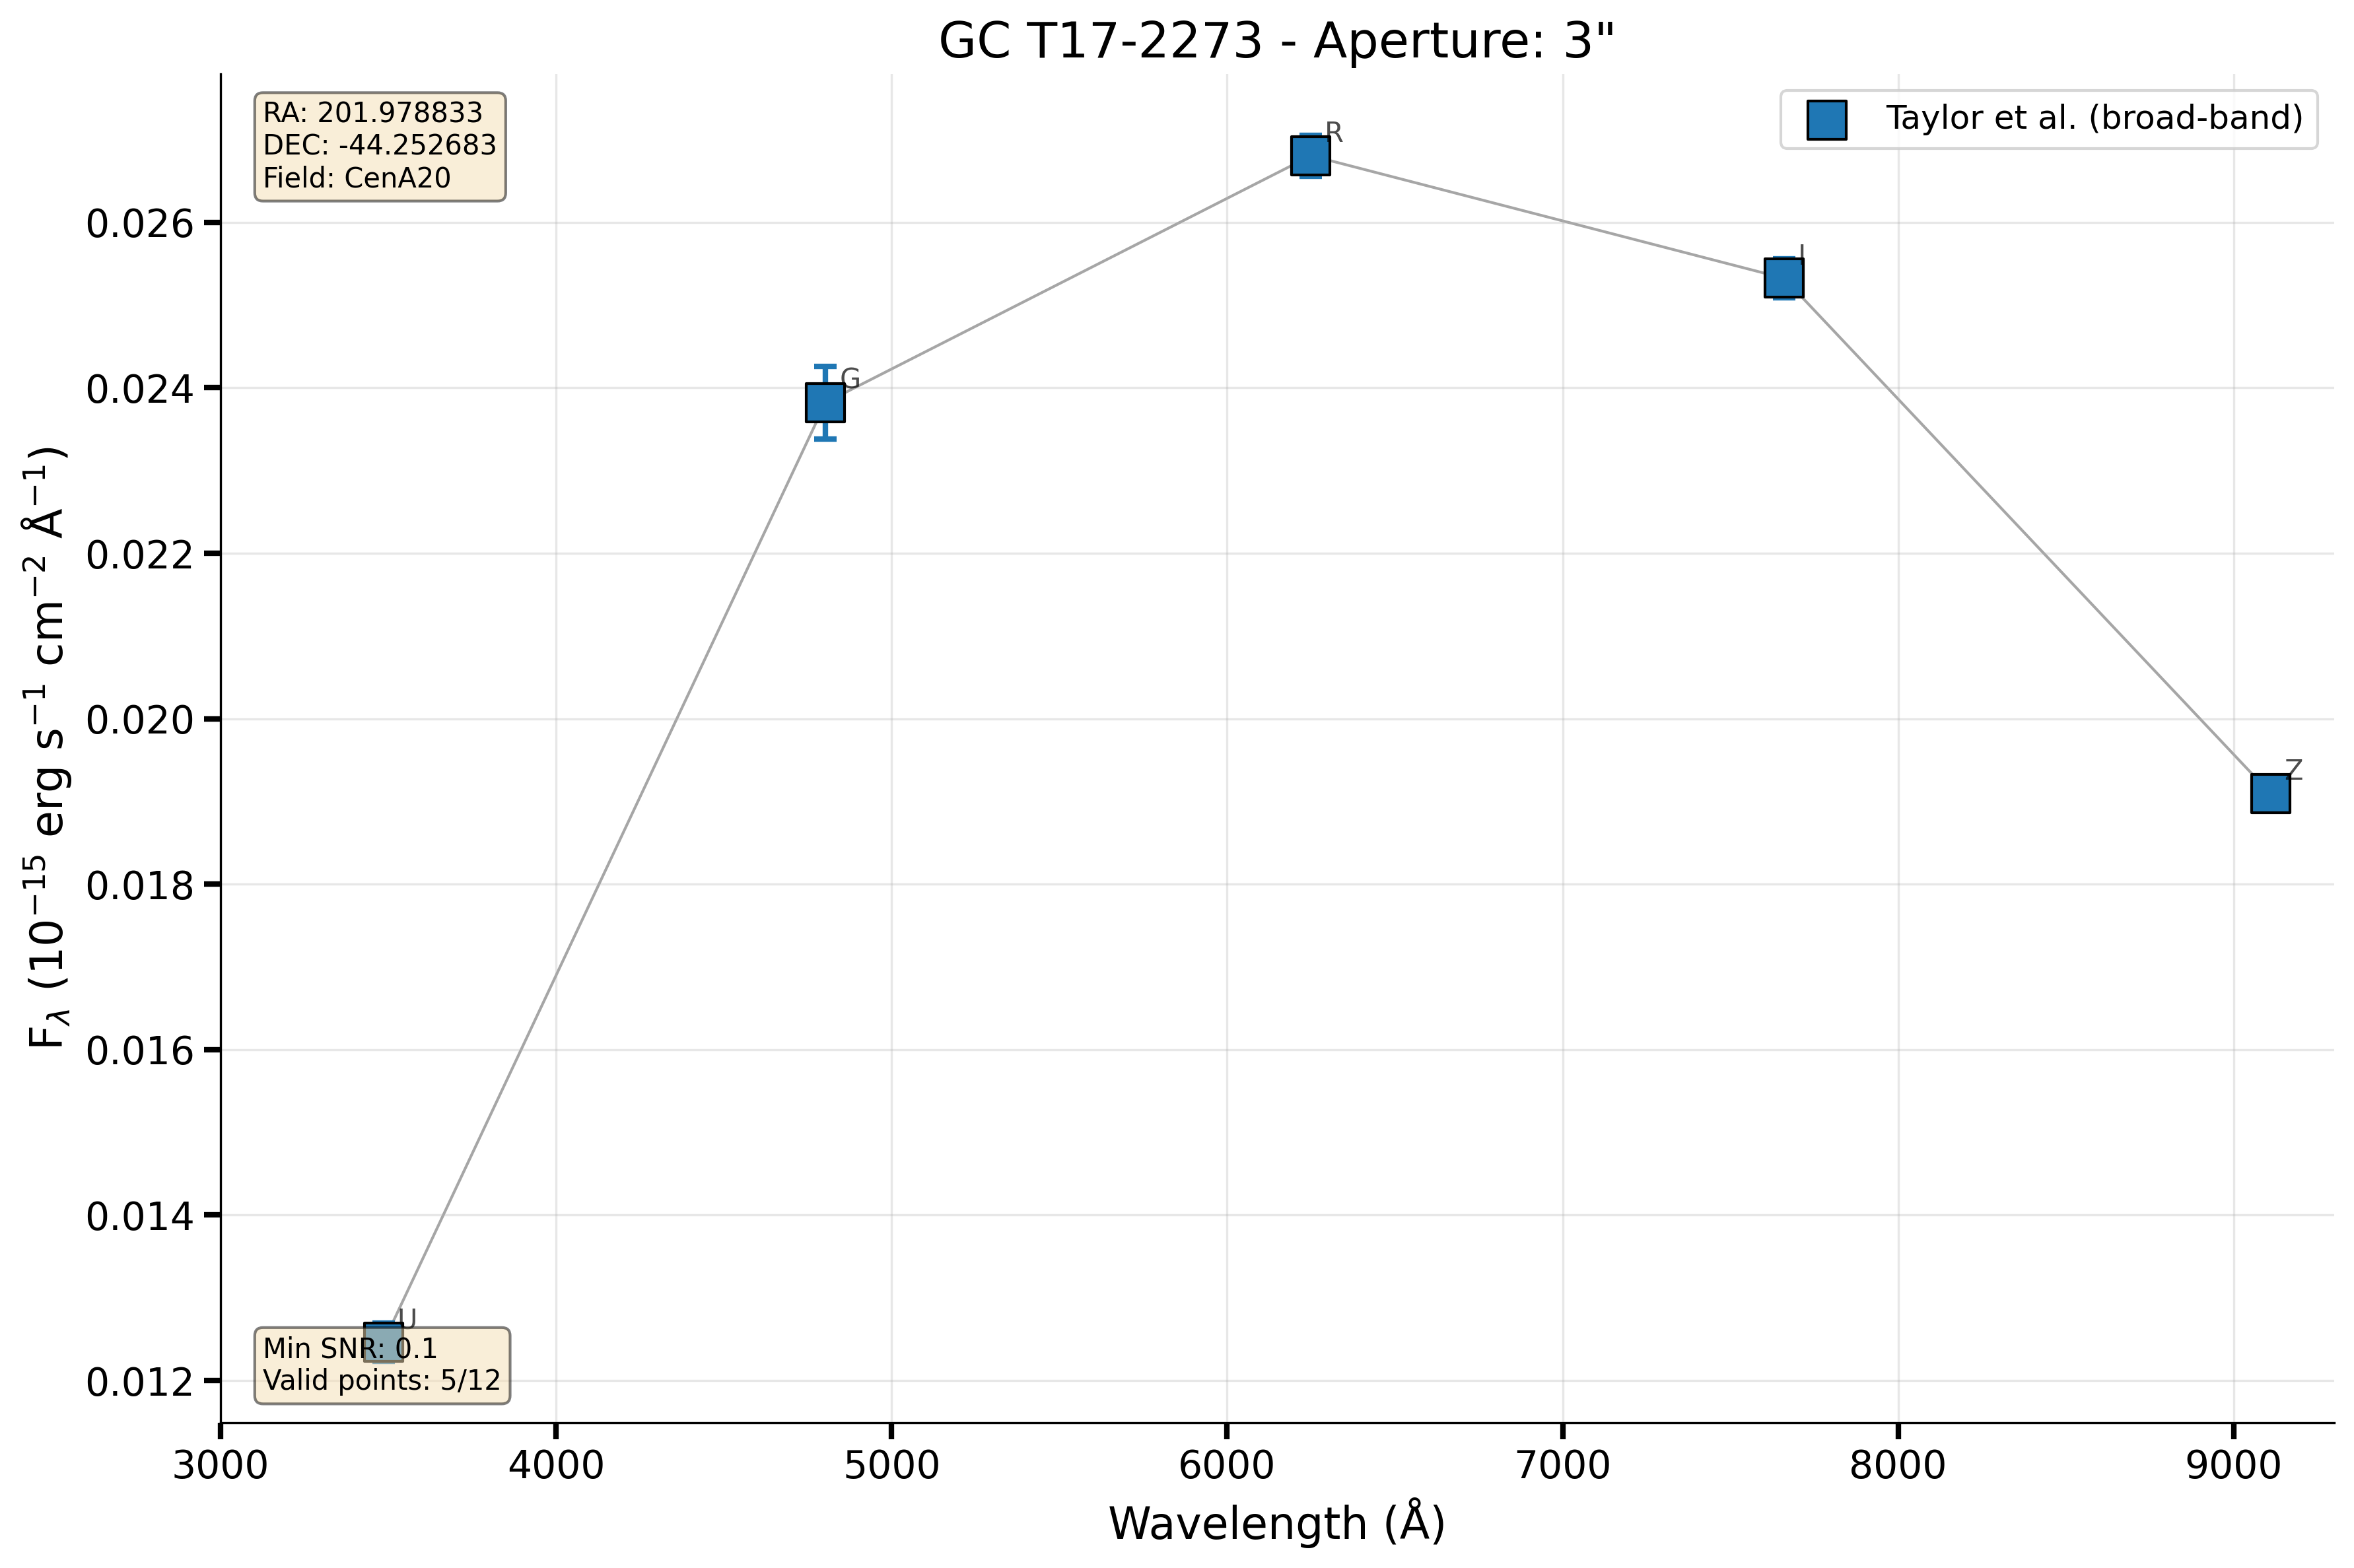 GC T17-2273 - Aperture: 3"
RA: 201.978833
DEC: -44.252683
Field: CenA20
Taylor et al. (broad-band)
R
I
G
Z
U
Min SNR: 0.1
Valid points: 5/12
F_λ (10⁻¹⁵ erg s⁻¹ cm⁻² Å⁻¹)
0.026
0.024
0.022
0.020
0.018
0.016
0.014
0.012
3000 4000 5000 6000 7000 8000 9000
Wavelength (Å)